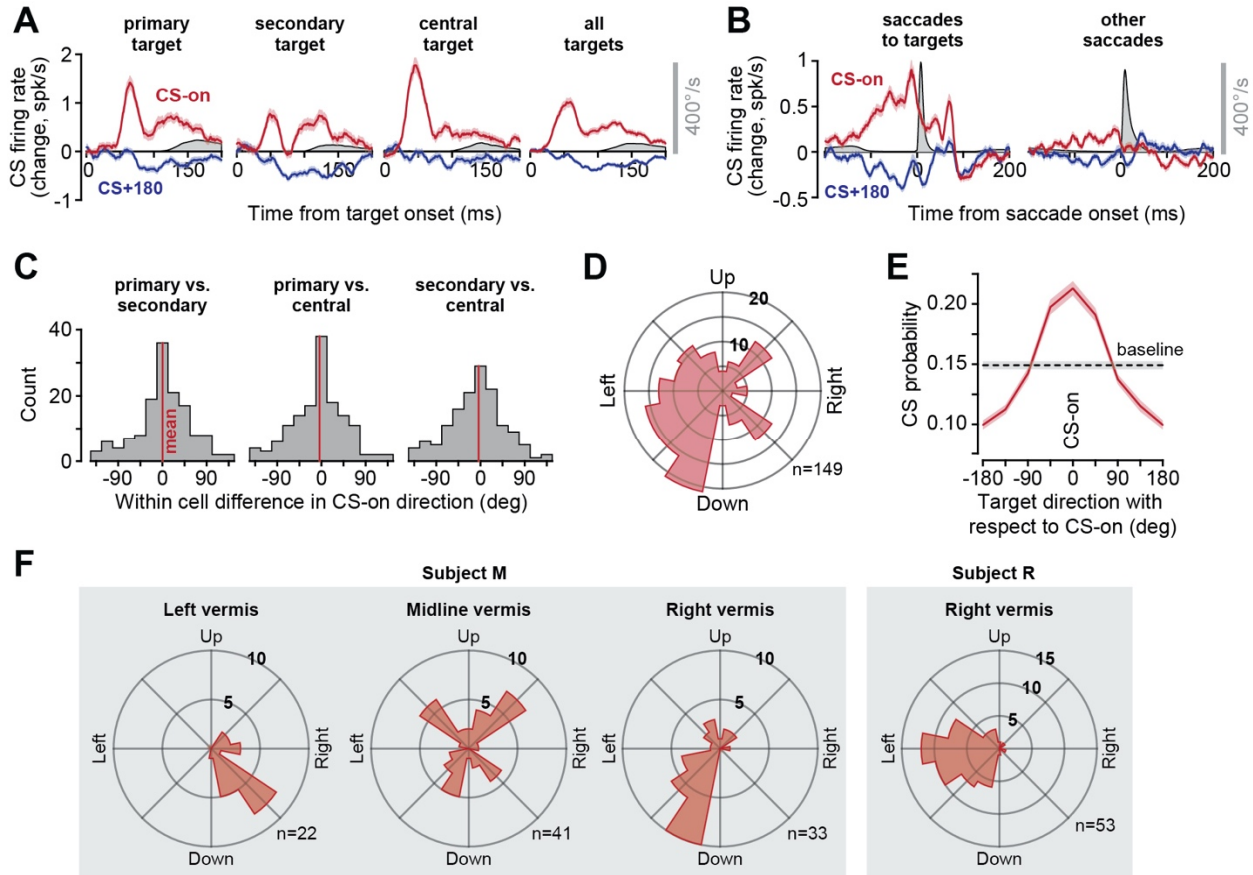 A
primary target
secondary target
central target
all targets
CS firing rate (change, spk/s)
2
1
0
-1
CS-on
CS+180
0 150
0 150
0 150
0 150
400°/s
Time from target onset (ms)
B
saccades to targets
other saccades
CS firing rate (change, spk/s)
1
0.5
0
-0.5
CS-on
CS+180
0 200
0 200
400°/s
Time from saccade onset (ms)
C
primary vs. secondary
primary vs. central
secondary vs. central
Count
40
20
0
mean
-90 0 90
-90 0 90
-90 0 90
Within cell difference in CS-on direction (deg)
D
Up
20
10
Left
Right
Down
n=149
E
CS probability
0.20
0.15
0.10
baseline
CS-on
-180 -90 0 90 180
Target direction with
respect to CS-on (deg)
F
Subject M
Left vermis
Up
10
5
Left
Right
Down
n=22
Midline vermis
Up
10
5
Left
Right
Down
n=41
Right vermis
Up
10
5
Left
Right
Down
n=33
Subject R
Right vermis
Up
15
10
5
Left
Right
Down
n=53